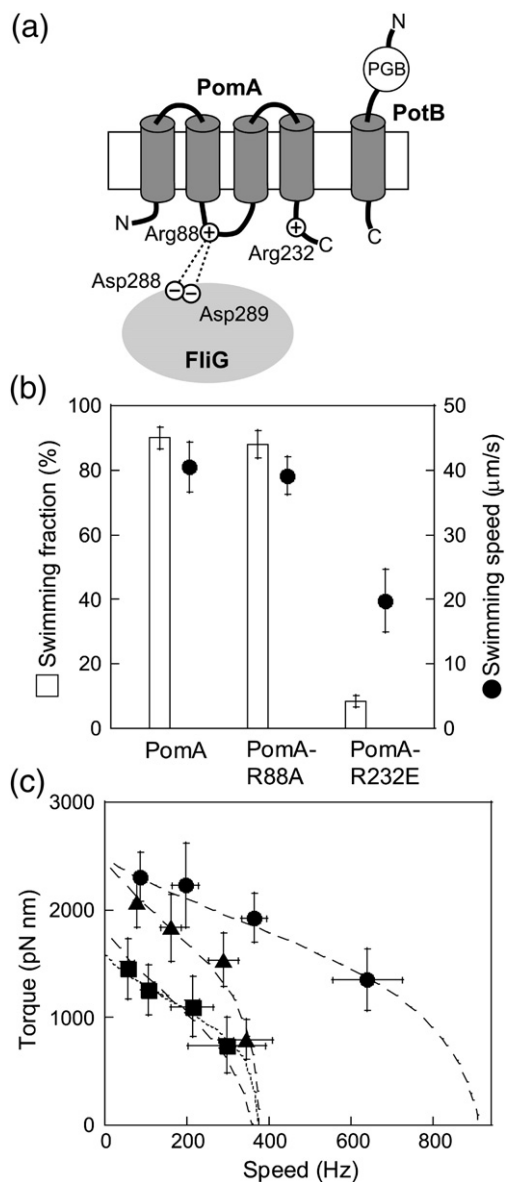 (a)
N
PGB
PomA
PotB
N
Arg88
+
+
Arg232
C
C
Asp288
− −
Asp289
FliG
(b)
100
80
60
40
20
0
Swimming fraction (%)
50
40
30
20
10
0
Swimming speed (μm/s)
PomA
PomA-
R88A
PomA-
R232E
(c)
3000
2000
1000
0
Torque (pN nm)
0
200
400
600
800
Speed (Hz)